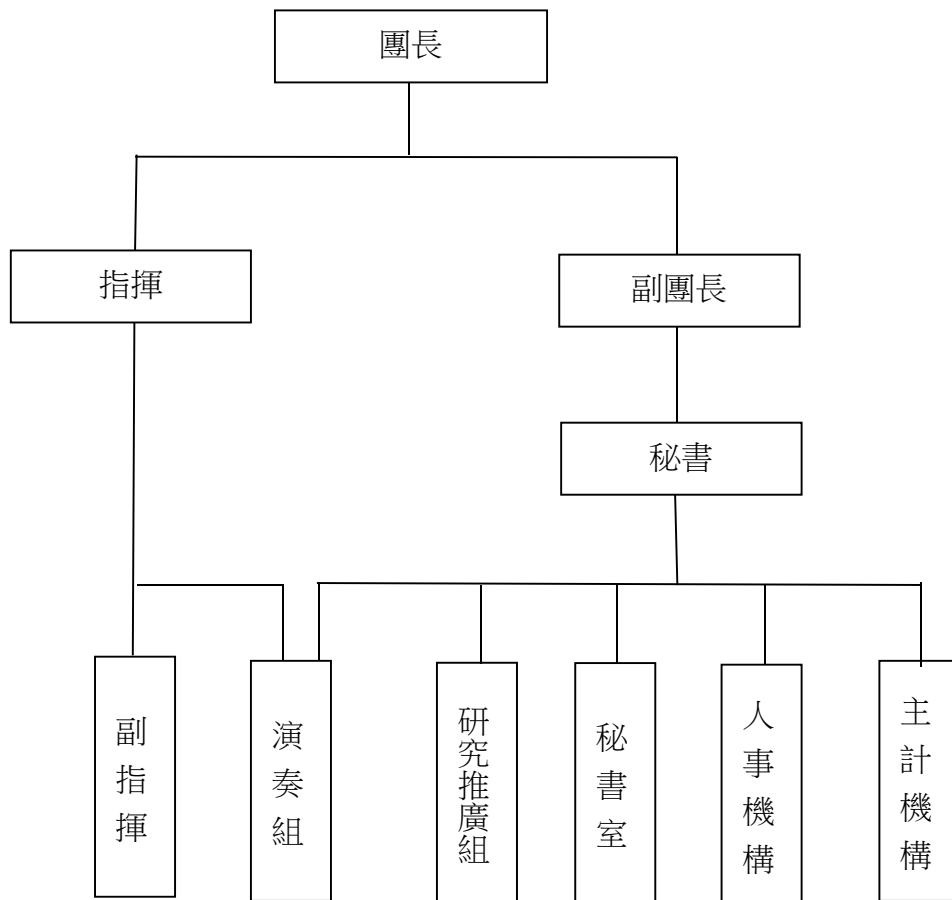 團長
指揮
副團長
秘書
副指揮
演奏組
研究推廣組
秘書室
人事機構
主計機構